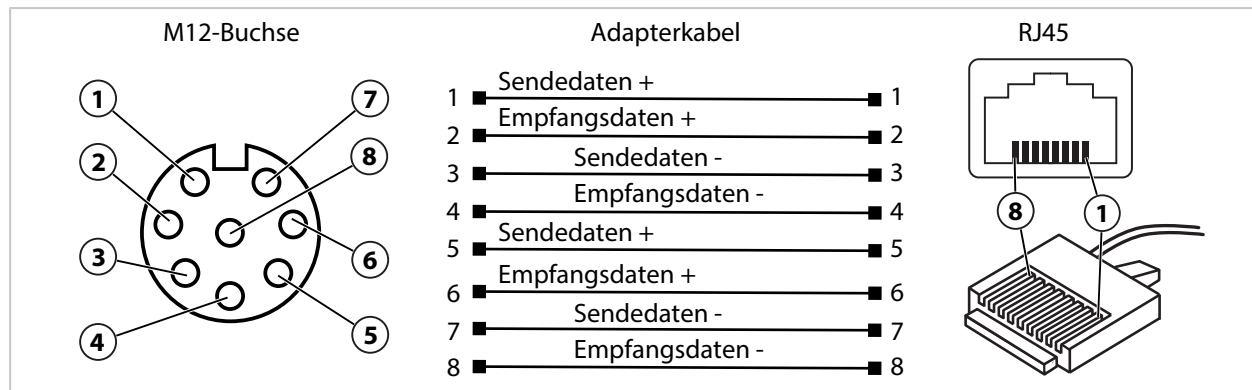 M12-Buchse Adapterkabel RJ45
1 7
2 8
3 6
4 5
Sendedaten +
1 1
Empfangsdaten +
2 2
Sendedaten -
3 3
Empfangsdaten -
4 4
Sendedaten +
5 5
Empfangsdaten +
6 6
Sendedaten -
7 7
Empfangsdaten -
8 8
8 1